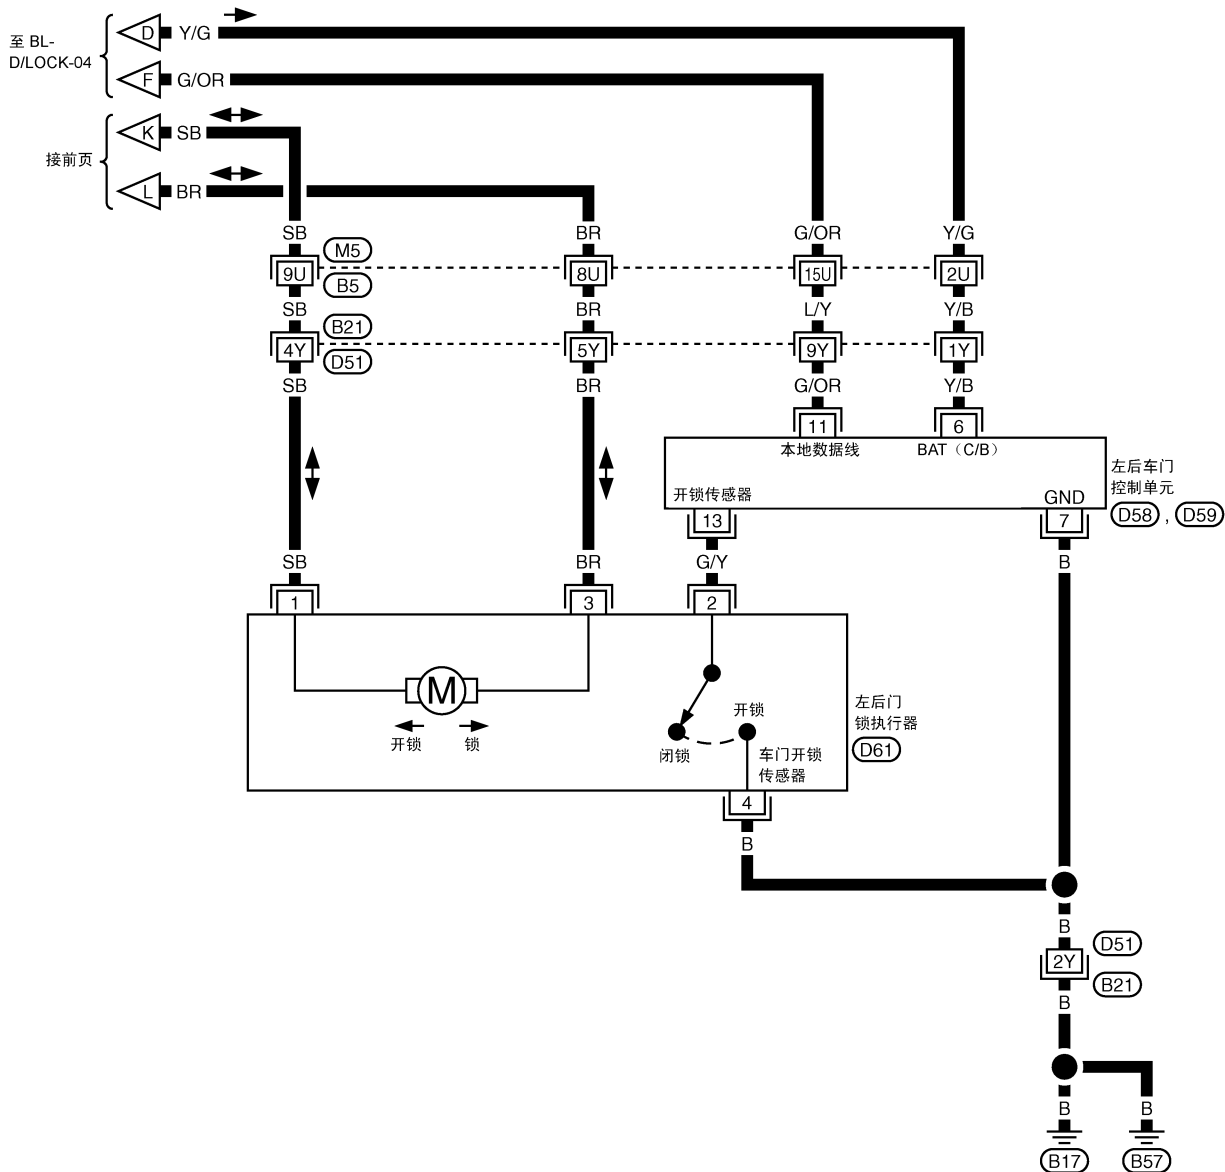 至 BL-
D/LOCK-04
D Y/G
F G/OR
接前页
K SB
L BR
SB BR G/OR Y/G
M5
9U 8U 15U 2U
B5
SB BR L/Y Y/B
B21
4Y 5Y 9Y 1Y
D51
SB BR G/OR Y/B
11 6
本地数据线 BAT（C/B）
左后车门
控制单元
D58 , D59
开锁传感器 GND
13 7
SB BR G/Y B
1 3 2
M
开锁 锁
开锁
闭锁
车门开锁
传感器
左后门
锁执行器
D61
4
B
B
D51
2Y
B21
B
B B
B17 B57